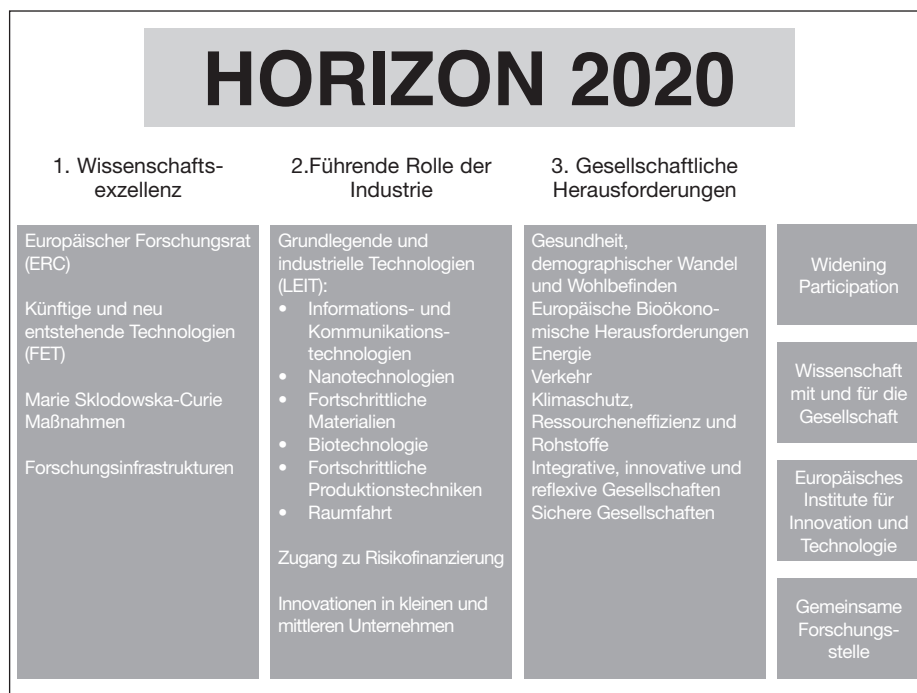 HORIZON 2020
1. Wissenschafts-
exzellenz
Europäischer Forschungsrat
(ERC)
Künftige und neu
entstehende Technologien
(FET)
Marie Sklodowska-Curie
Maßnahmen
Forschungsinfrastrukturen
2.Führende Rolle der
Industrie
Grundlegende und
industrielle Technologien
(LEIT):
• Informations- und
Kommunikations-
technologien
• Nanotechnologien
• Fortschrittliche
Materialien
• Biotechnologie
• Fortschrittliche
Produktionstechniken
• Raumfahrt
Zugang zu Risikofinanzierung
Innovationen in kleinen und
mittleren Unternehmen
3. Gesellschaftliche
Herausforderungen
Gesundheit,
demographischer Wandel
und Wohlbefinden
Europäische Bioökono-
mische Herausforderungen
Energie
Verkehr
Klimaschutz,
Ressourcheneffizienz und
Rohstoffe
Integrative, innovative und
reflexive Gesellschaften
Sichere Gesellschaften
Widening
Participation
Wissenschaft
mit und für die
Gesellschaft
Europäisches
Institute für
Innovation und
Technologie
Gemeinsame
Forschungs-
stelle